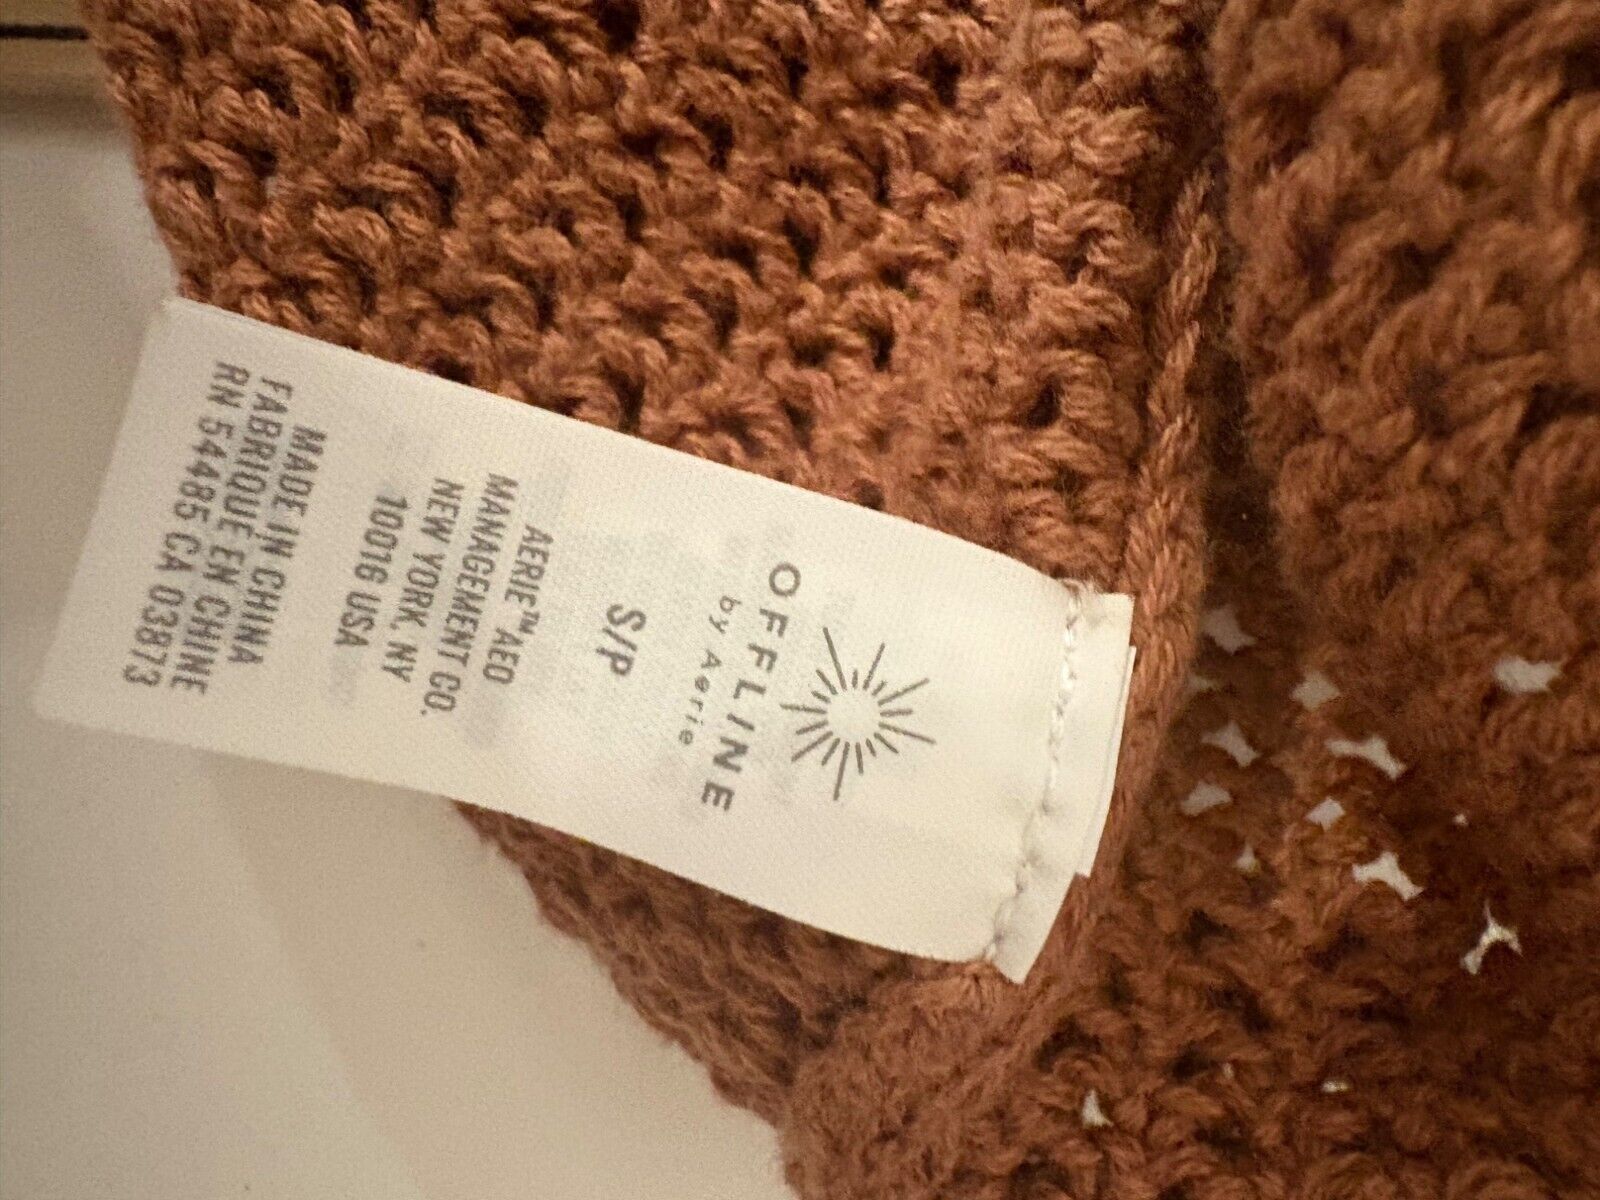 OFFLINE
by Aerie
S/P
AERIE™ AEO
MANAGEMENT CO.
NEW YORK, NY
10016 USA
MADE IN CHINA
FABRIQUE EN CHINE
RN 54485 CA 03873